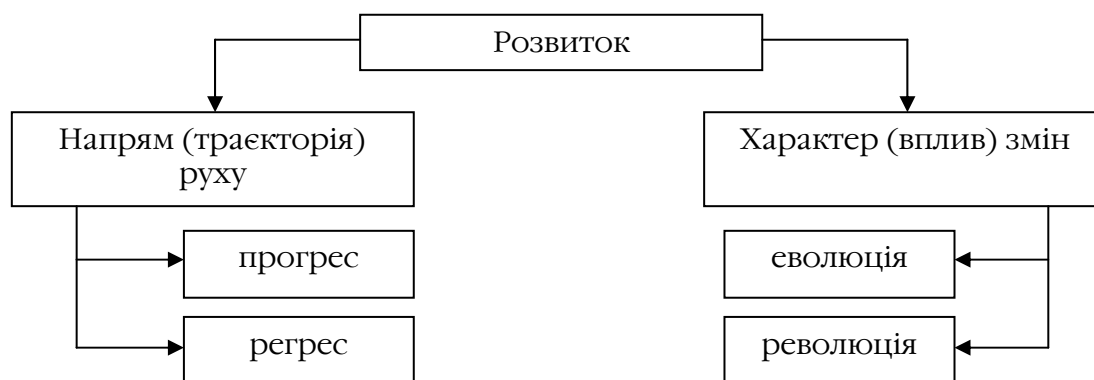 Розвиток
Напрям (траєкторія)
руху
Характер (вплив) змін
прогрес
еволюція
регрес
революція